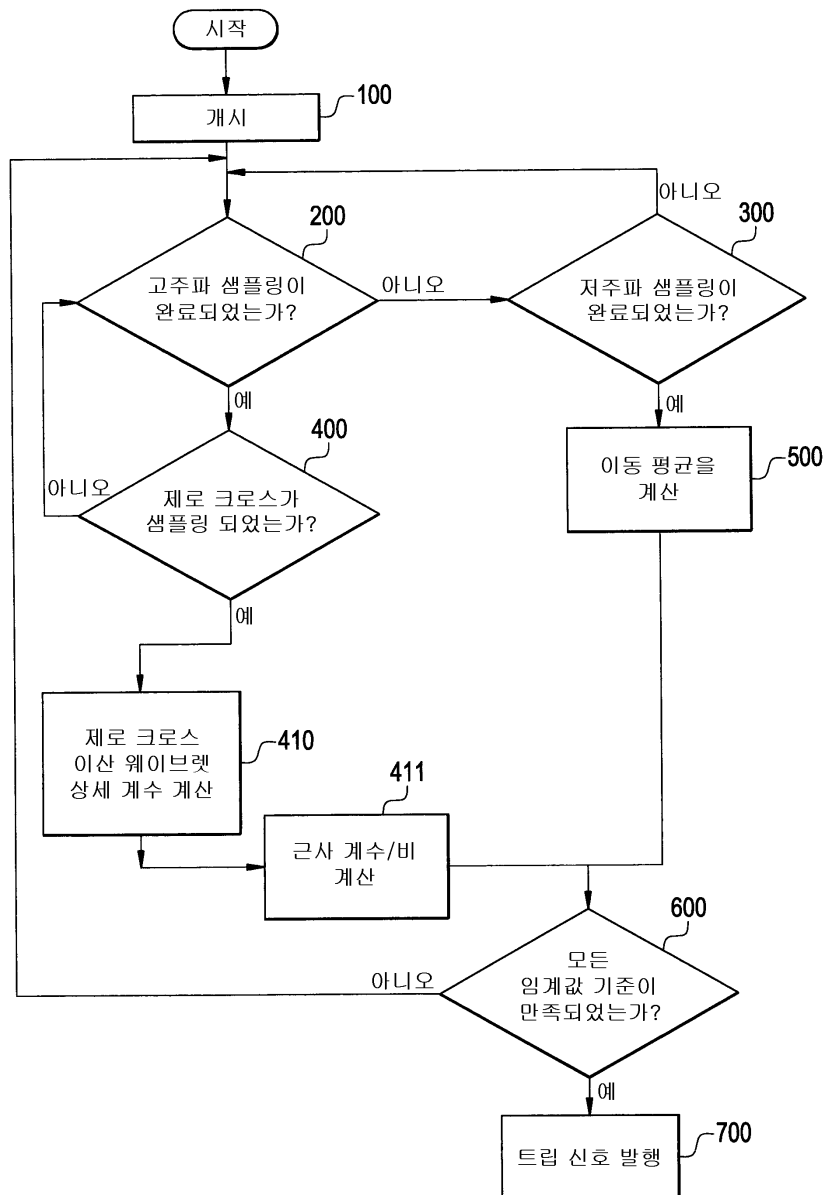 시작
개시
100
200
고주파 샘플링이
완료되었는가?
아니오
아니오
300
저주파 샘플링이
완료되었는가?
예
예
400
제로 크로스가
샘플링 되었는가?
아니오
이동 평균을
계산
500
예
제로 크로스
이산 웨이브렛
상세 계수 계산
410
411
근사 계수/비
계산
600
모든
임계값 기준이
만족되었는가?
아니오
예
트립 신호 발행
700